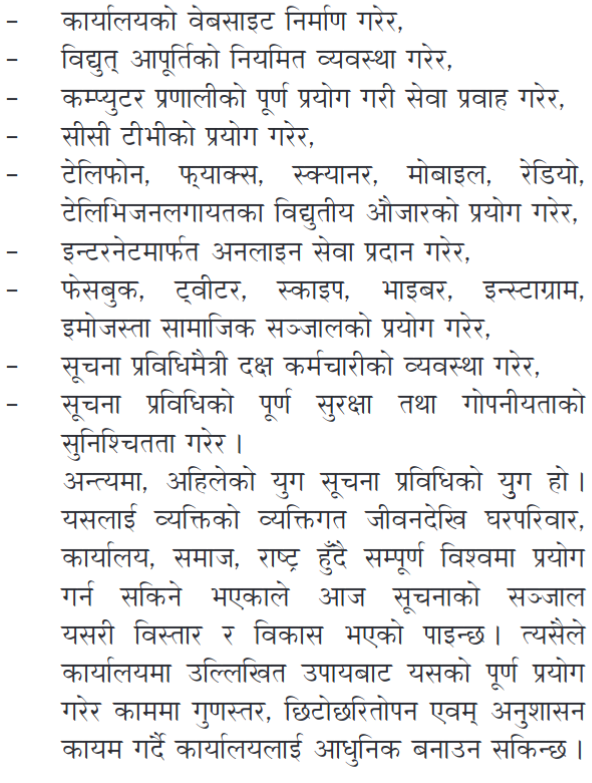 - कार्यालयको वेबसाइट निर्माण गरेर,
- विद्युत् आपूर्तिको नियमित व्यवस्था गरेर,
- कम्प्युटर प्रणालीको पूर्ण प्रयोग गरी सेवा प्रवाह गरेर,
- सीसी टीभीको प्रयोग गरेर,
- टेलिफोन, फ्याक्स, स्क्यानर, मोबाइल, रेडियो,
टेलिभिजनलगायतका विद्युतीय औजारको प्रयोग गरेर,
- इन्टरनेटमार्फत अनलाइन सेवा प्रदान गरेर,
- फेसबुक, ट्वीटर, स्काइप, भाइबर, इन्स्टाग्राम,
इमोजस्ता सामाजिक सञ्जालको प्रयोग गरेर,
- सूचना प्रविधिमैत्री दक्ष कर्मचारीको व्यवस्था गरेर,
- सूचना प्रविधिको पूर्ण सुरक्षा तथा गोपनीयताको
सुनिश्चितता गरेर ।
अन्त्यमा, अहिलेको युग सूचना प्रविधिको युग हो ।
यसलाई व्यक्तिको व्यक्तिगत जीवनदेखि घरपरिवार,
कार्यालय, समाज, राष्ट्र हुँदै सम्पूर्ण विश्वमा प्रयोग
गर्न सकिने भएकाले आज सूचनाको सञ्जाल
यसरी विस्तार र विकास भएको पाइन्छ । त्यसैले
कार्यालयमा उल्लिखित उपायबाट यसको पूर्ण प्रयोग
गरेर काममा गुणस्तर, छिटोछरितोपन एवम् अनुशासन
कायम गर्दै कार्यालयलाई आधुनिक बनाउन सकिन्छ ।